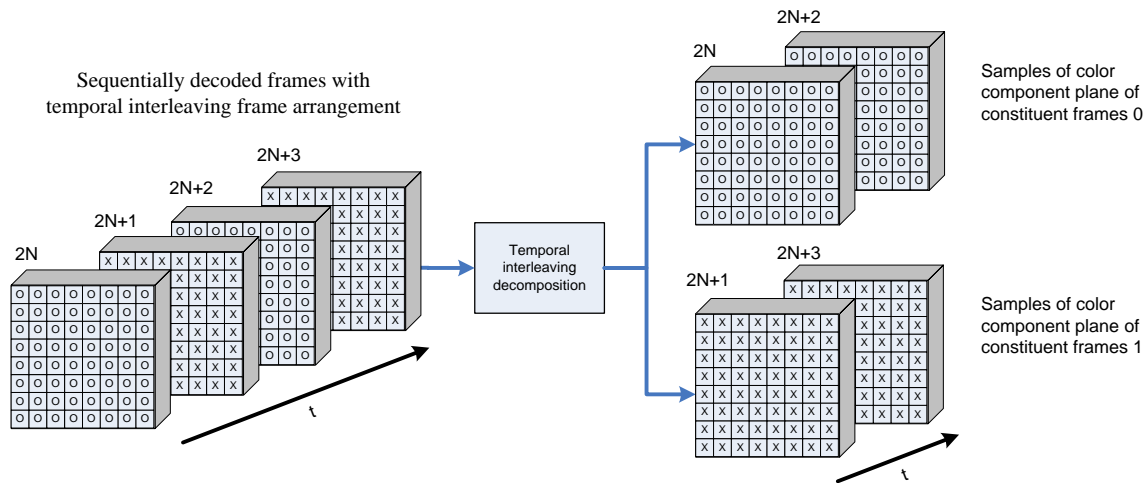 Sequentially decoded frames with
temporal interleaving frame arrangement
2N
2N+1
2N+2
2N+3
t
Temporal
interleaving
decomposition
2N
2N+2
Samples of color
component plane of
constituent frames 0
2N+1
2N+3
Samples of color
component plane of
constituent frames 1
t